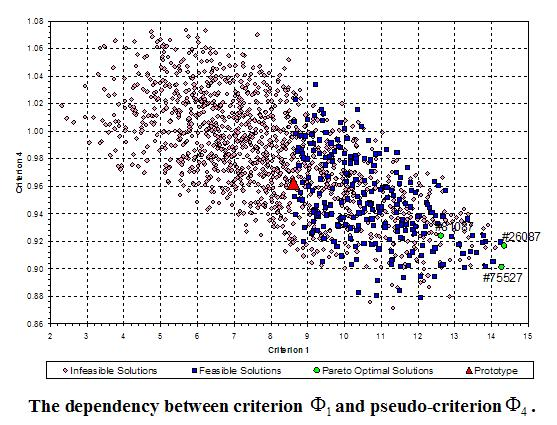 1.08
1.06
1.04
1.02
1.00
0.98
0.96
0.94
0.92
0.90
0.88
0.86
Criterion 4
#26087
#75527
2 3 4 5 6 7 8 9 10 11 12 13 14 15
Criterion 1
Infeasible Solutions Feasible Solutions Pareto Optimal Solutions Prototype
The dependency between criterion Φ1 and pseudo-criterion Φ4 .